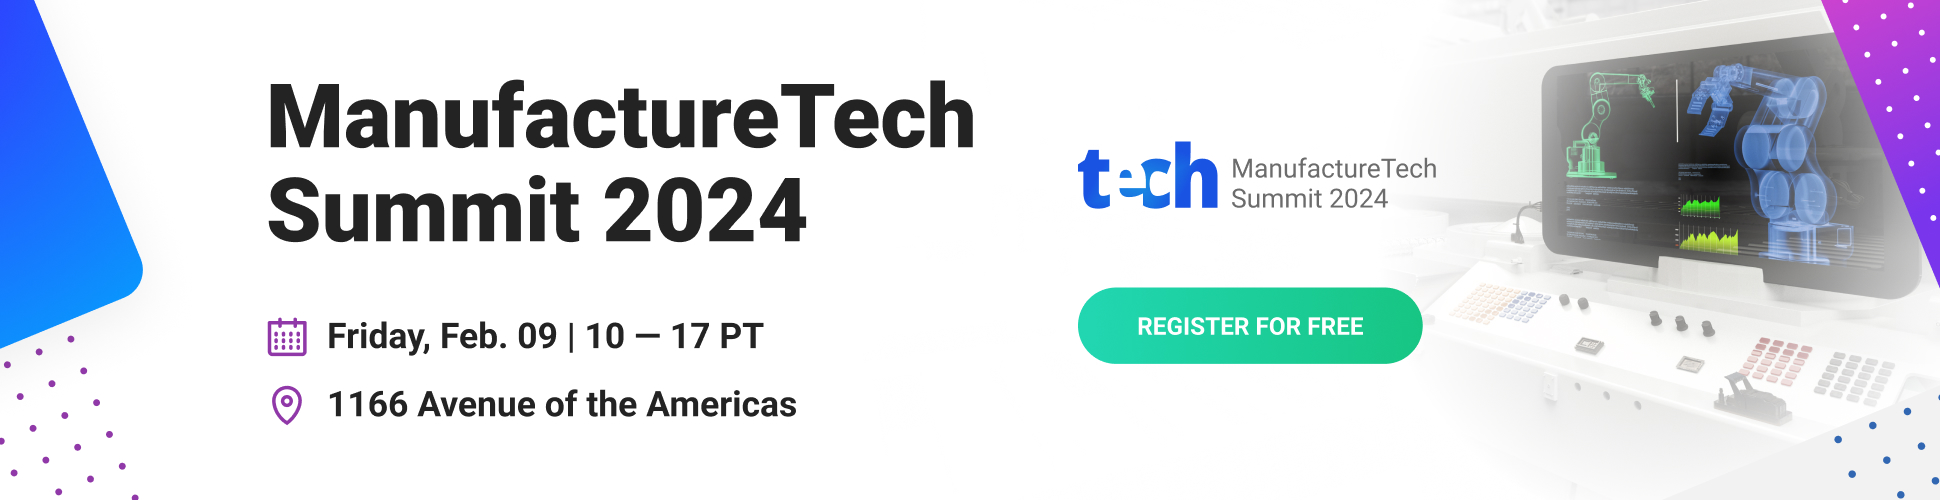 ManufactureTech
Summit 2024
Friday, Feb. 09 | 10 — 17 PT
1166 Avenue of the Americas
tech
ManufactureTech
Summit 2024
REGISTER FOR FREE